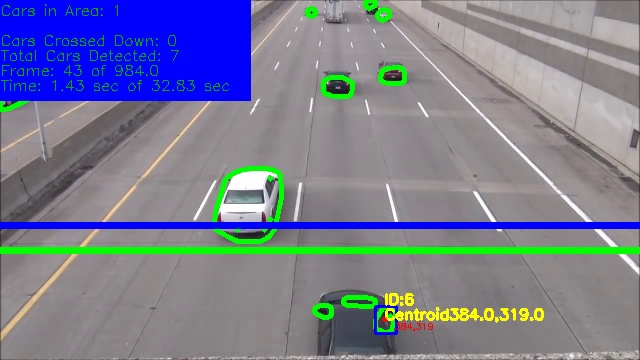 Cars in Area: 1
Cars Crossed Down: 0
Total Cars Detected: 7
Frame: 43 of 984.0
Time: 1.43 sec of 32.83 sec
ID:6
Centroid384.0,319.0
384,319